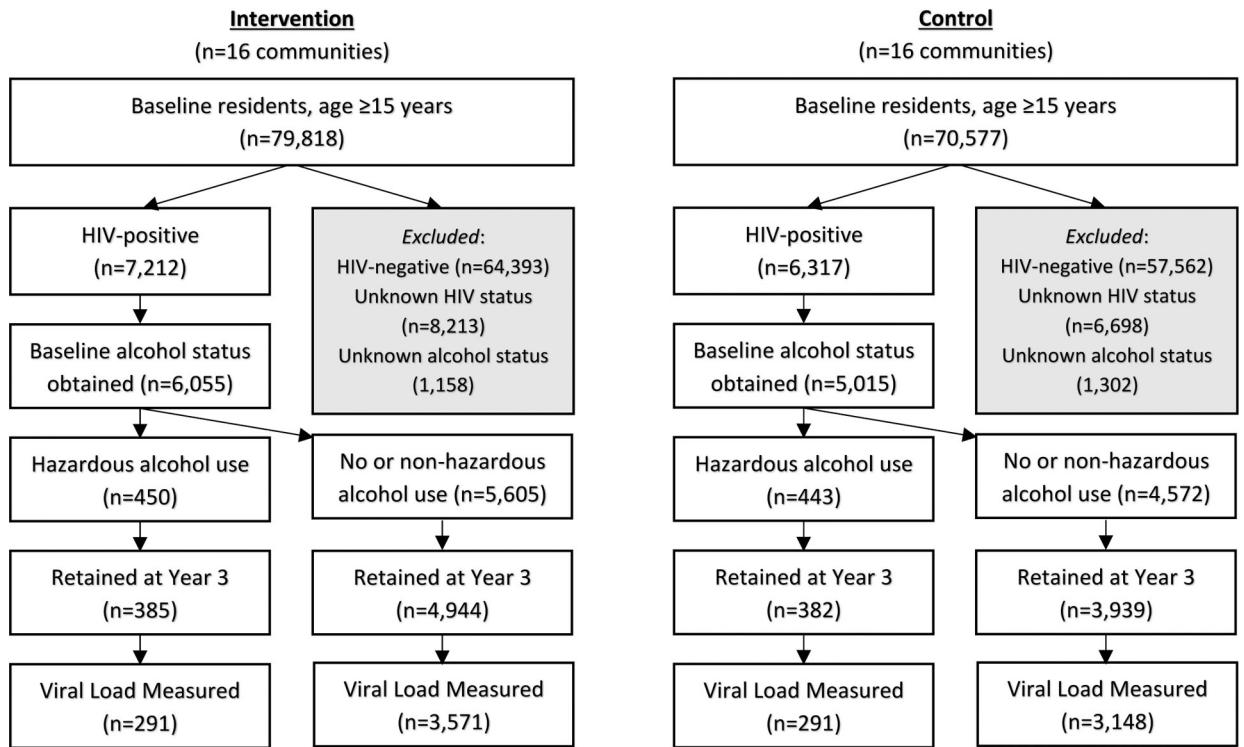 Intervention
(n=16 communities)
Baseline residents, age ≥15 years
(n=79,818)
HIV-positive
(n=7,212)
Excluded:
HIV-negative (n=64,393)
Unknown HIV status
(n=8,213)
Unknown alcohol status
(1,158)
Baseline alcohol status
obtained (n=6,055)
Hazardous alcohol use
(n=450)
No or non-hazardous
alcohol use (n=5,605)
Retained at Year 3
(n=385)
Retained at Year 3
(n=4,944)
Viral Load Measured
(n=291)
Viral Load Measured
(n=3,571)
Control
(n=16 communities)
Baseline residents, age ≥15 years
(n=70,577)
HIV-positive
(n=6,317)
Excluded:
HIV-negative (n=57,562)
Unknown HIV status
(n=6,698)
Unknown alcohol status
(1,302)
Baseline alcohol status
obtained (n=5,015)
Hazardous alcohol use
(n=443)
No or non-hazardous
alcohol use (n=4,572)
Retained at Year 3
(n=382)
Retained at Year 3
(n=3,939)
Viral Load Measured
(n=291)
Viral Load Measured
(n=3,148)